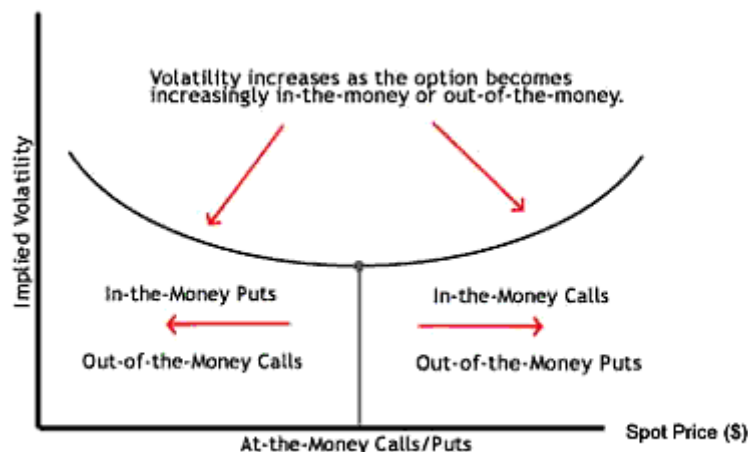 Volatility increases as the option becomes
increasingly in-the-money or out-of-the-money.
Implied Volatility
In-the-Money Puts
In-the-Money Calls
Out-of-the-Money Calls
Out-of-the-Money Puts
At-the-Money Calls/Puts
Spot Price ($)